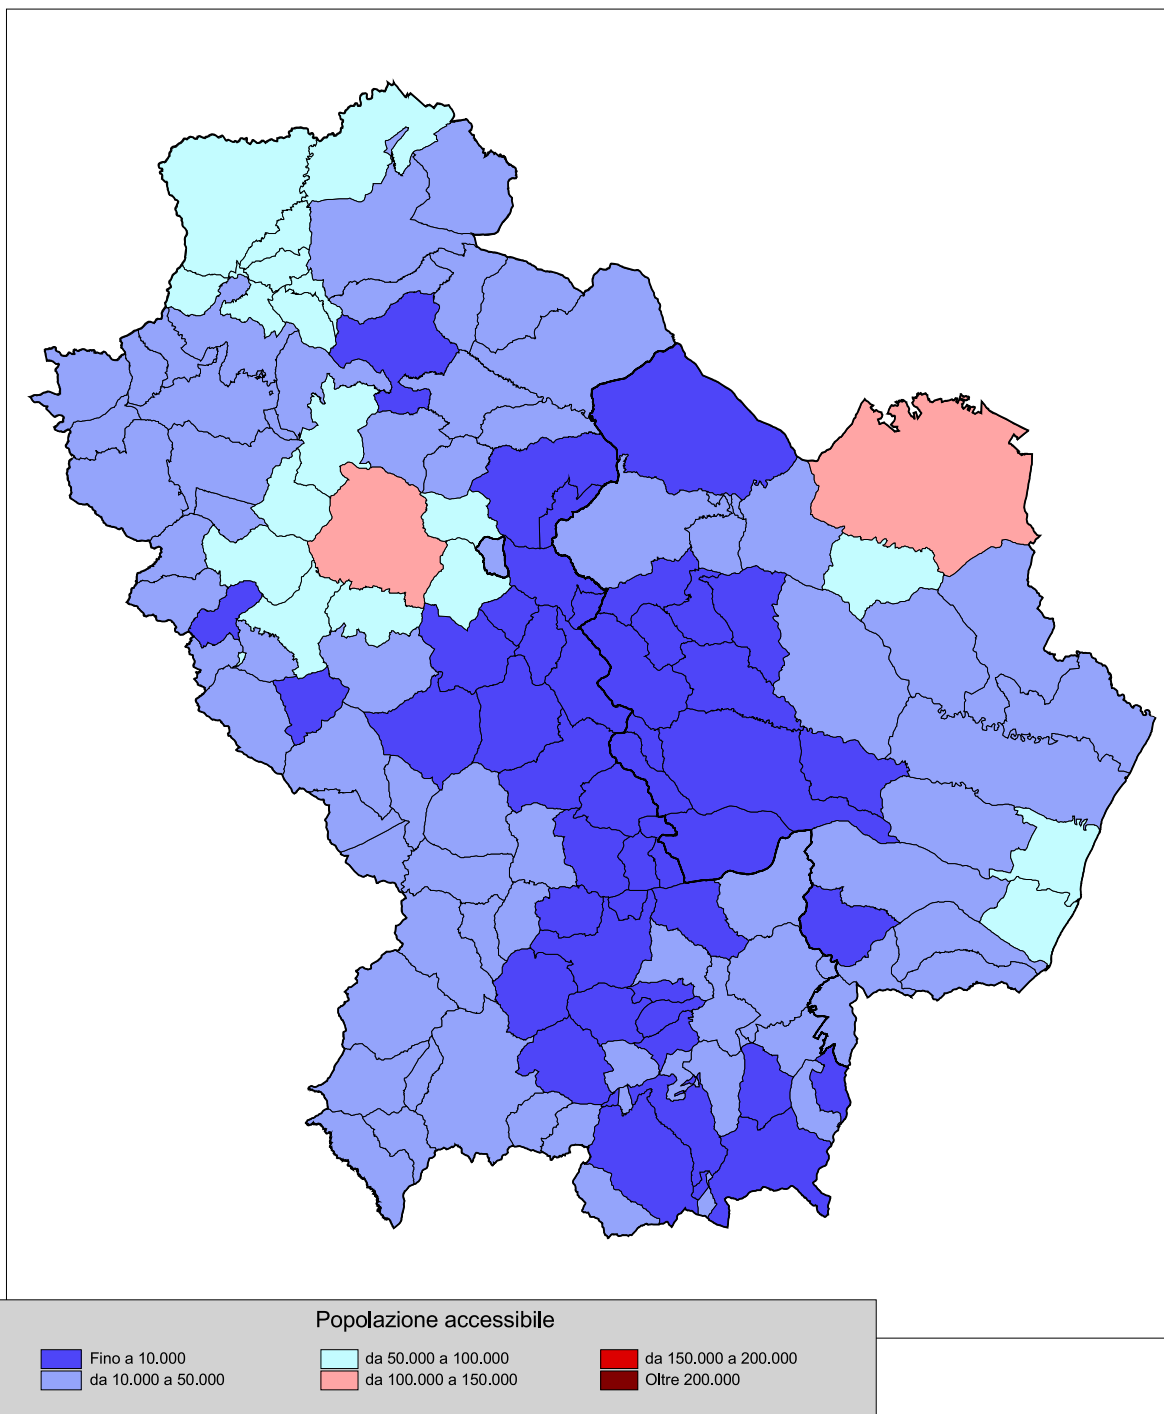 Popolazione accessibile
Fino a 10.000
da 50.000 a 100.000
da 150.000 a 200.000
da 10.000 a 50.000
da 100.000 a 150.000
Oltre 200.000